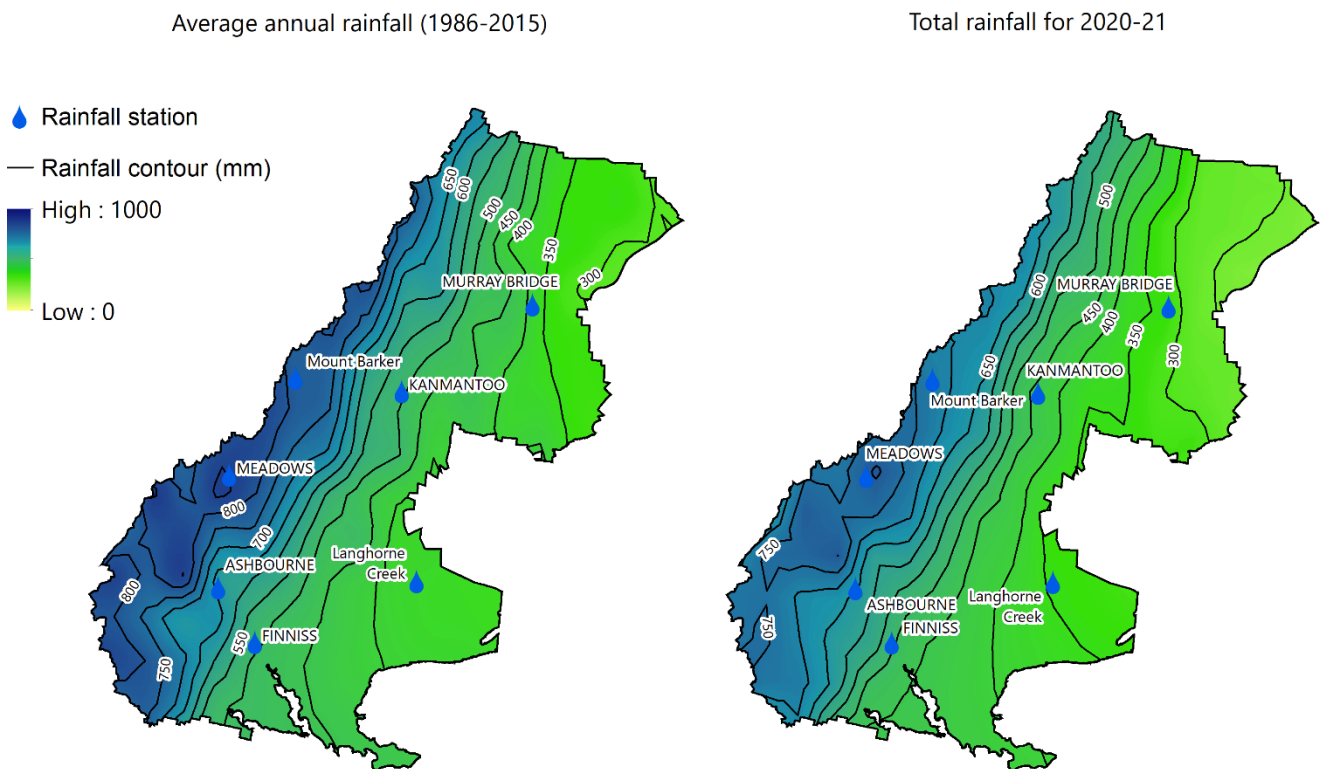 Average annual rainfall (1986-2015)
Total rainfall for 2020-21
Rainfall station
Rainfall contour (mm)
High : 1000
Low : 0
650
600
500
450
400
350
300
MURRAY BRIDGE
Mount Barker
KANMANTOO
MEADOWS
800
700
ASHBOURNE
Langhorne
Creek
800
FINNISS
550
750
500
600
MURRAY BRIDGE
450
400
350
300
650
KANMANTOO
Mount Barker
MEADOWS
750
ASHBOURNE
Langhorne
Creek
FINNISS
750